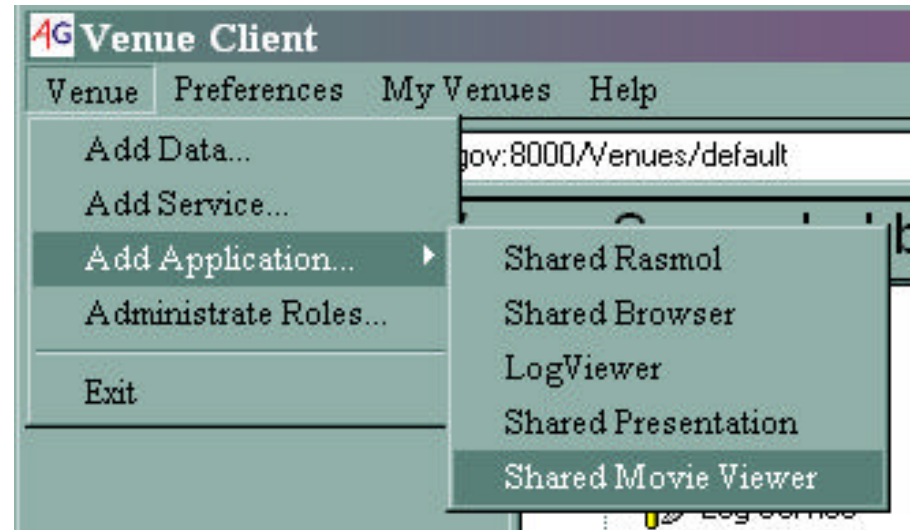 AG Venue Client
Venue Preferences My Venues Help
Add Data...
gov:8000/Venues/default
Add Service...
Add Application...
Shared Rasmol
Administrate Roles...
Shared Browser
LogViewer
Exit
Shared Presentation
Shared Movie Viewer